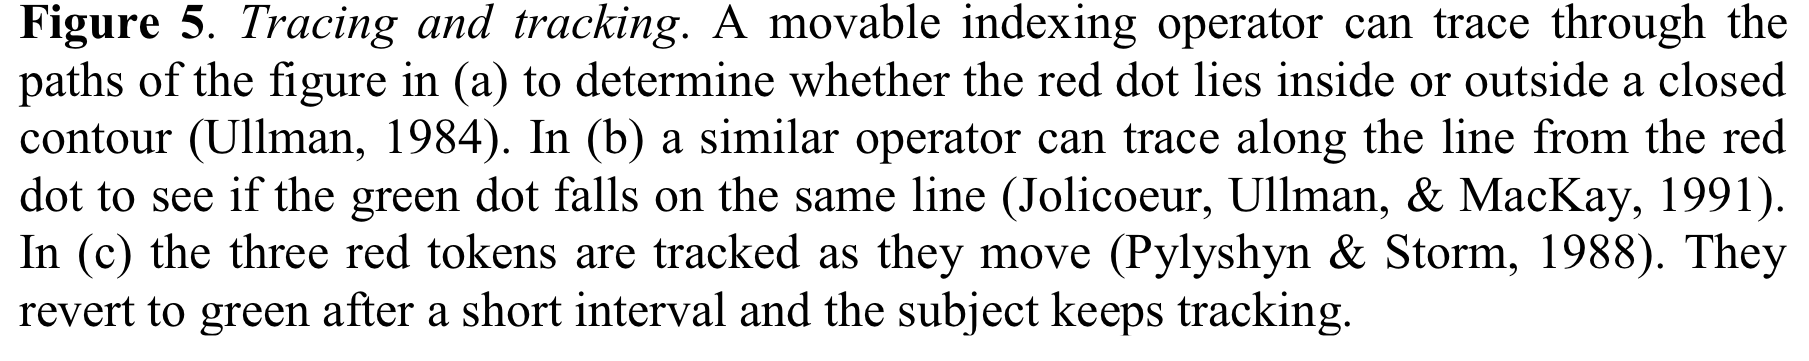 Figure 5. Tracing and tracking. A movable indexing operator can trace through the
paths of the figure in (a) to determine whether the red dot lies inside or outside a closed
contour (Ullman, 1984). In (b) a similar operator can trace along the line from the red
dot to see if the green dot falls on the same line (Jolicoeur, Ullman, & MacKay, 1991).
In (c) the three red tokens are tracked as they move (Pylyshyn & Storm, 1988). They
revert to green after a short interval and the subject keeps tracking.